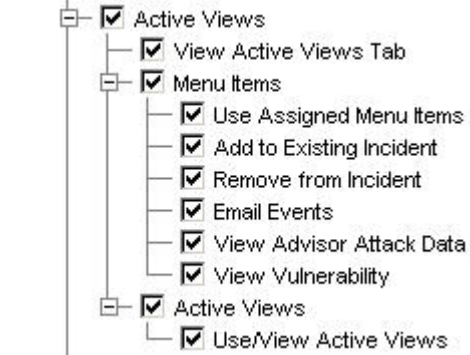 Active Views
View Active Views Tab
Menu Items
Use Assigned Menu Items
Add to Existing Incident
Remove from Incident
Email Events
View Advisor Attack Data
View Vulnerability
Active Views
Use/View Active Views